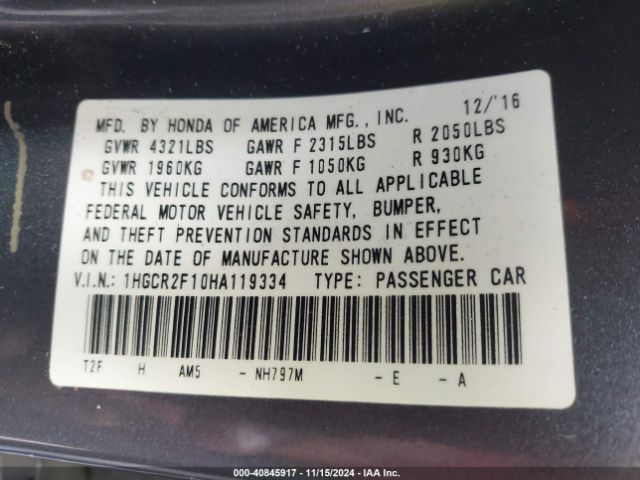 MFD. BY HONDA OF AMERICA MFG., INC. 12/'16
GVWR 4321LBS GAWR F 2315LBS R 2050LBS
GVWR 1960KG GAWR F 1050KG R 930KG
THIS VEHICLE CONFORMS TO ALL APPLICABLE
FEDERAL MOTOR VEHICLE SAFETY, BUMPER,
AND THEFT PREVENTION STANDARDS IN EFFECT
ON THE DATE OF MANUFACTURE SHOWN ABOVE.
V.I.N.: 1HGCR2F10HA119334 TYPE: PASSENGER CAR
T2F H AM5 - NH797M - E - A
000-40845917 - 11/15/2024 - IAA Inc.